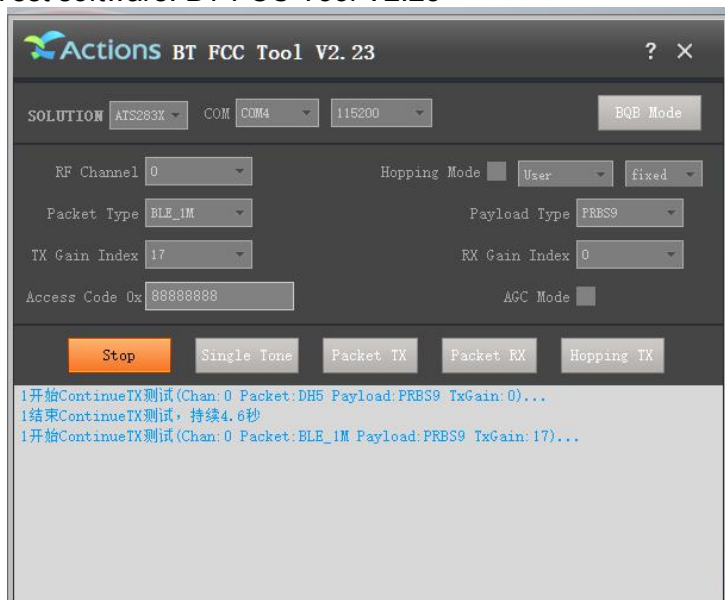 Actions BT FCC Tool V2.23 ? ×
SOLUTION ATS283X COM COM4 115200 BQB Mode
RF Channel 0 Hopping Mode User fixed
Packet Type BLE_1M Payload Type PRBS9
TX Gain Index 17 RX Gain Index 0
Access Code 0x 88888888 AGC Mode
Stop Single Tone Packet TX Packet RX Hopping TX
1开始ContinueTX测试(Chan:0 Packet:DH5 Payload:PRBS9 TxGain:0)...
1结束ContinueTX测试，持续4.6秒
1开始ContinueTX测试(Chan:0 Packet:BLE_1M Payload:PRBS9 TxGain:17)...